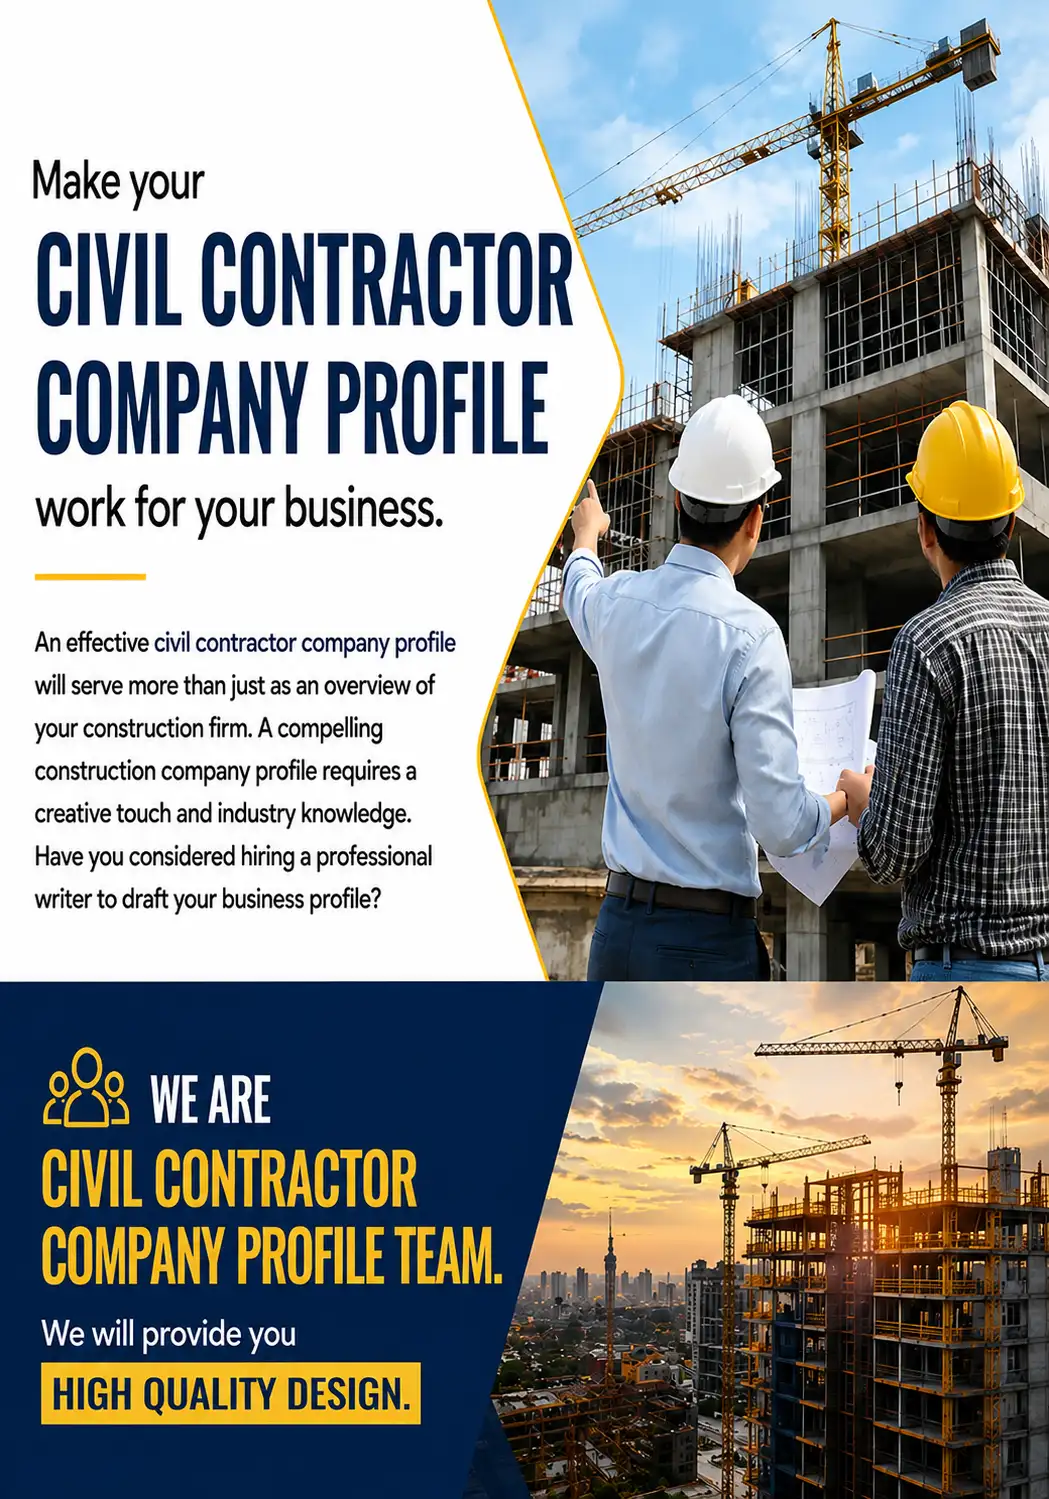 Make your
CIVIL CONTRACTOR
COMPANY PROFILE
work for your business.
An effective civil contractor company profile
will serve more than just as an overview of
your construction firm. A compelling
construction company profile requires a
creative touch and industry knowledge.
Have you considered hiring a professional
writer to draft your business profile?
WE ARE
CIVIL CONTRACTOR
COMPANY PROFILE TEAM.
We will provide you
HIGH QUALITY DESIGN.